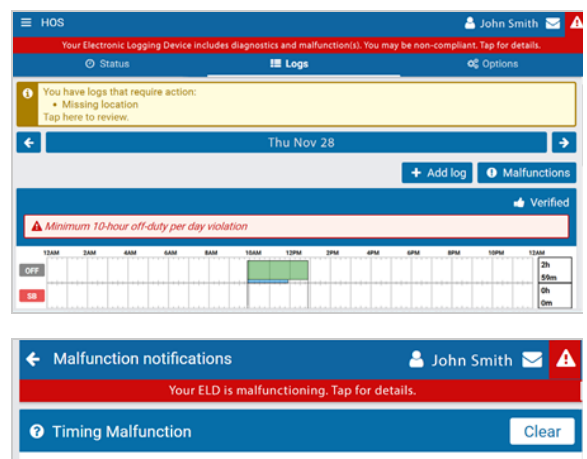 HOS John Smith
Your Electronic Logging Device includes diagnostics and malfunction(s). You may be non-compliant. Tap for details.
Status Logs Options
You have logs that require action:
• Missing location
Tap here to review.
Thu Nov 28
+ Add log Malfunctions
Verified
Minimum 10-hour off-duty per day violation
12AM 2AM 4AM 6AM 8AM 10AM 12PM 2PM 4PM 6PM 8PM 10PM 12AM
OFF 2h
59m
SB 0h
0m
Malfunction notifications John Smith
Your ELD is malfunctioning. Tap for details.
Timing Malfunction Clear